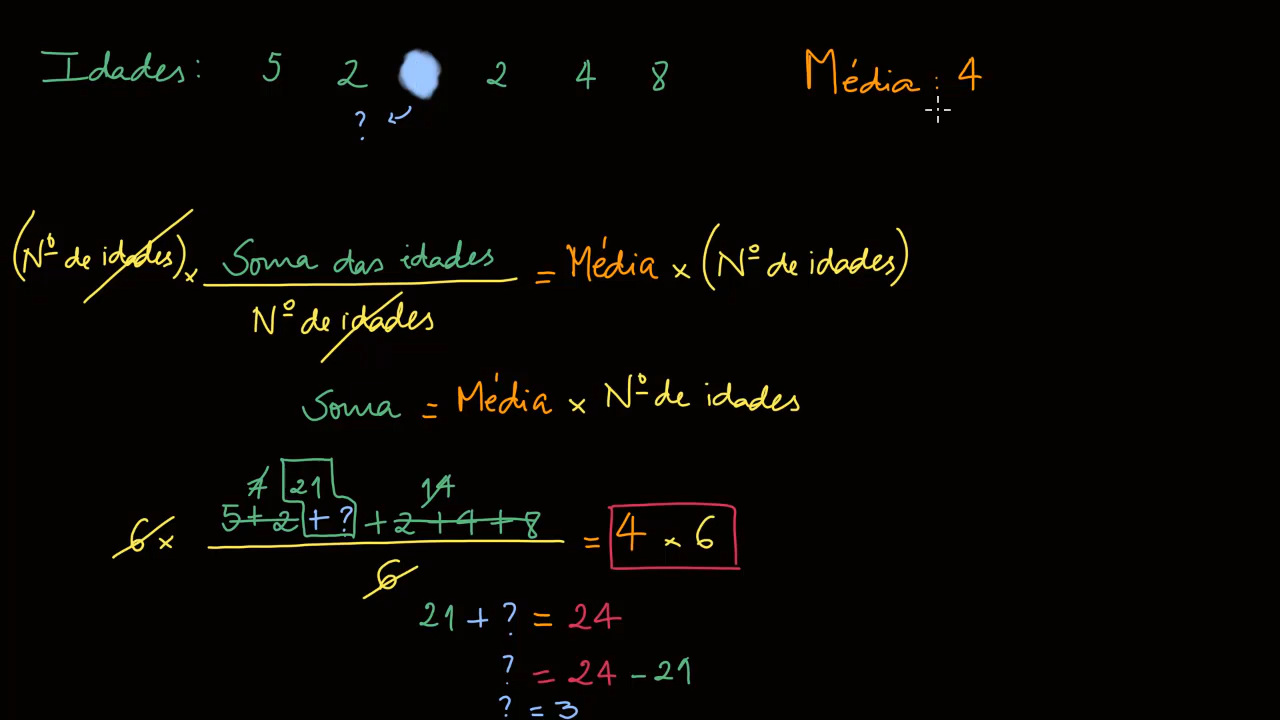 Idades: 5 2 2 4 8 Média: 4
?
(Nº de idades) × Soma das idades = Média × (Nº de idades)
Nº de idades
Soma = Média × Nº de idades
7 21 14
6 × 5 + 2 + ? + 2 + 4 + 8 = 4 × 6
6
21 + ? = 24
? = 24 - 21
? = 3